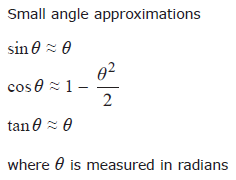 Small angle approximations
sin θ ≈ θ
cos θ ≈ 1 − θ²/2
tan θ ≈ θ
where θ is measured in radians